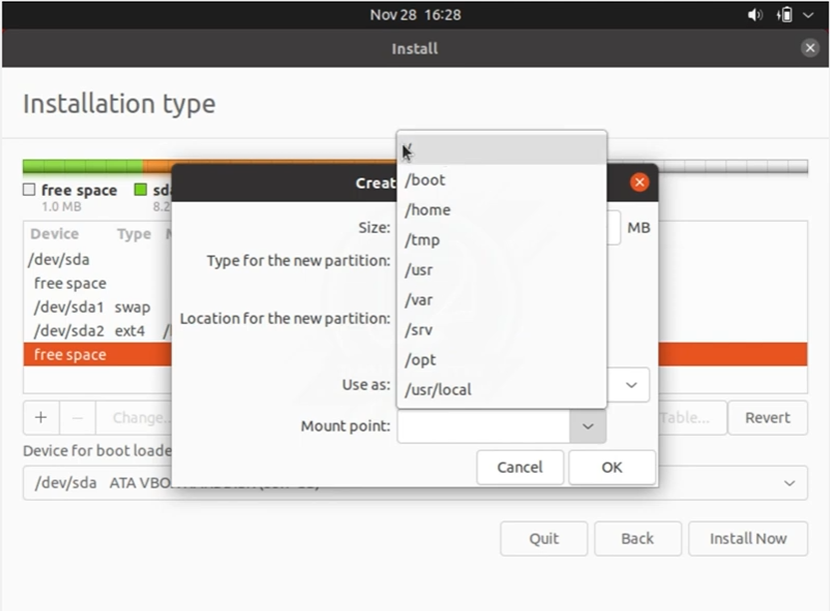 Nov 28 16:28
Install
Installation type
free space
1.0 MB
8.2
Creat
/
/boot
/home
/tmp
/usr
/var
/srv
/opt
/usr/local
Size:
MB
Type for the new partition:
Location for the new partition:
Use as:
Mount point:
Cancel
OK
Device Type
/dev/sda
free space
/dev/sda1 swap
/dev/sda2 ext4 /
free space
+ − Change...
Table... Revert
Device for boot loade
/dev/sda ATA
Quit Back Install Now